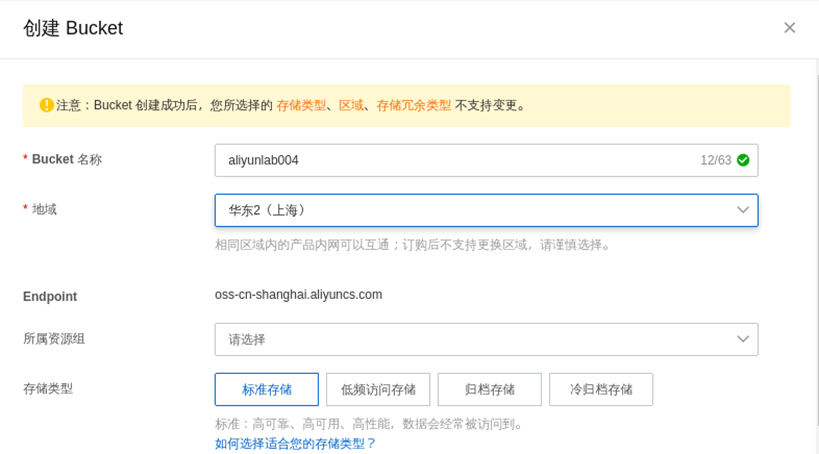 创建 Bucket
注意：Bucket 创建成功后，您所选择的 存储类型、区域、存储冗余类型 不支持变更。
* Bucket 名称 aliyunlab004 12/63
* 地域 华东2（上海）
相同区域内的产品内网可以互通；订购后不支持更换区域，请谨慎选择。
Endpoint oss-cn-shanghai.aliyuncs.com
所属资源组 请选择
存储类型 标准存储 低频访问存储 归档存储 冷归档存储
标准：高可靠、高可用、高性能，数据会经常被访问到。
如何选择适合您的存储类型？